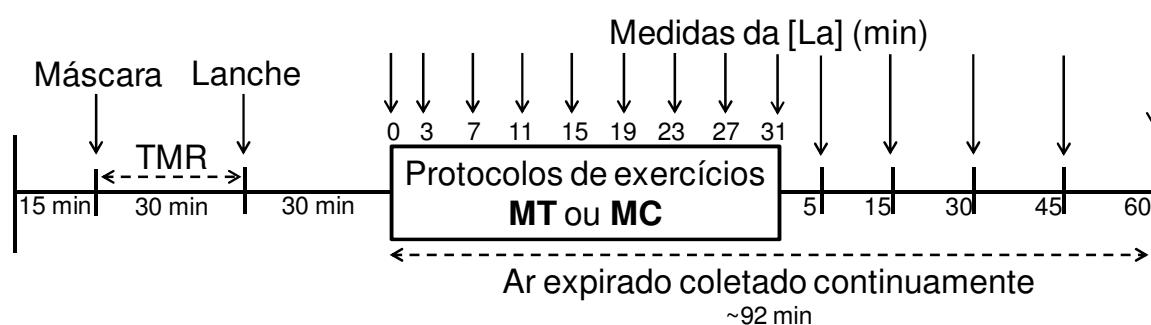 Medidas da [La] (min)
Máscara
Lanche
0 3 7 11 15 19 23 27 31
TMR
Protocolos de exercícios
MT ou MC
15 min
30 min
30 min
5 15 30 45 60
Ar expirado coletado continuamente
~92 min